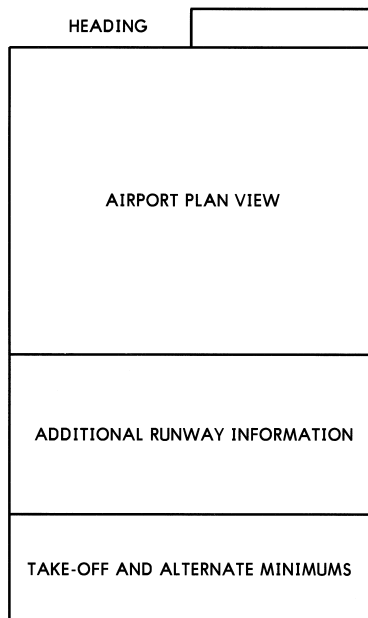 HEADING
AIRPORT PLAN VIEW
ADDITIONAL RUNWAY INFORMATION
TAKE-OFF AND ALTERNATE MINIMUMS